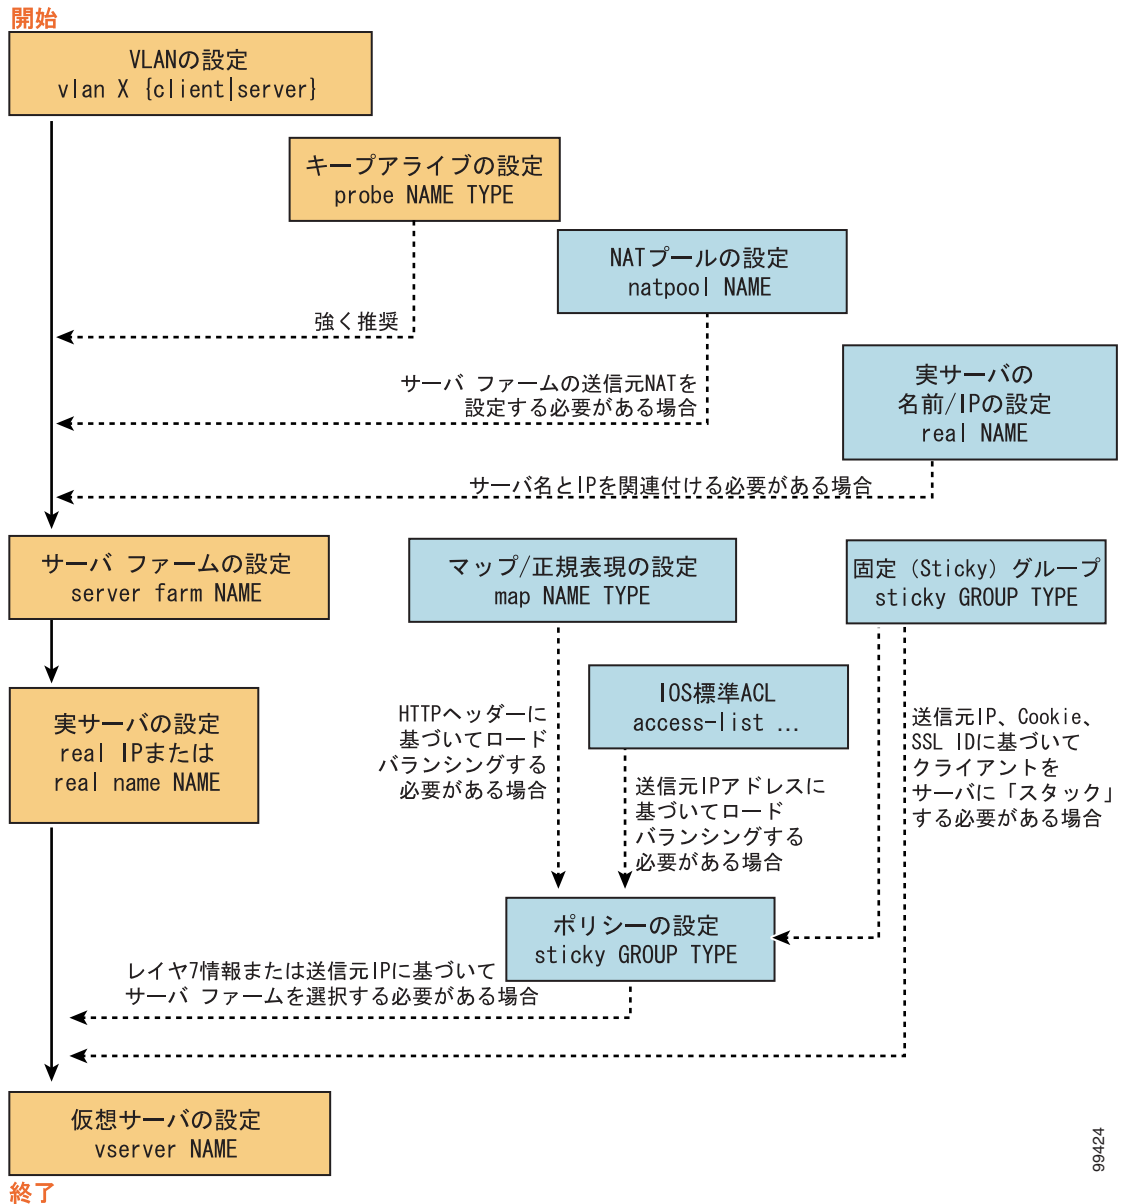 開始
VLANの設定
vlan X {client|server}
キープアライブの設定
probe NAME TYPE
NATプールの設定
natpool NAME
強く推奨
実サーバの
名前/IPの設定
real NAME
サーバ ファームの送信元NATを
設定する必要がある場合
サーバ名とIPを関連付ける必要がある場合
サーバ ファームの設定
server farm NAME
マップ/正規表現の設定
map NAME TYPE
固定（Sticky）グループ
sticky GROUP TYPE
実サーバの設定
real IPまたは
real name NAME
IOS標準ACL
access-list ...
HTTPヘッダーに
基づいてロード
バランシングする
必要がある場合
送信元IPアドレスに
基づいてロード
バランシングする
必要がある場合
送信元IP、Cookie、
SSL IDに基づいて
クライアントを
サーバに「スタック」
する必要がある場合
ポリシーの設定
sticky GROUP TYPE
レイヤ7情報または送信元IPに基づいて
サーバ ファームを選択する必要がある場合
仮想サーバの設定
vserver NAME
終了
99424